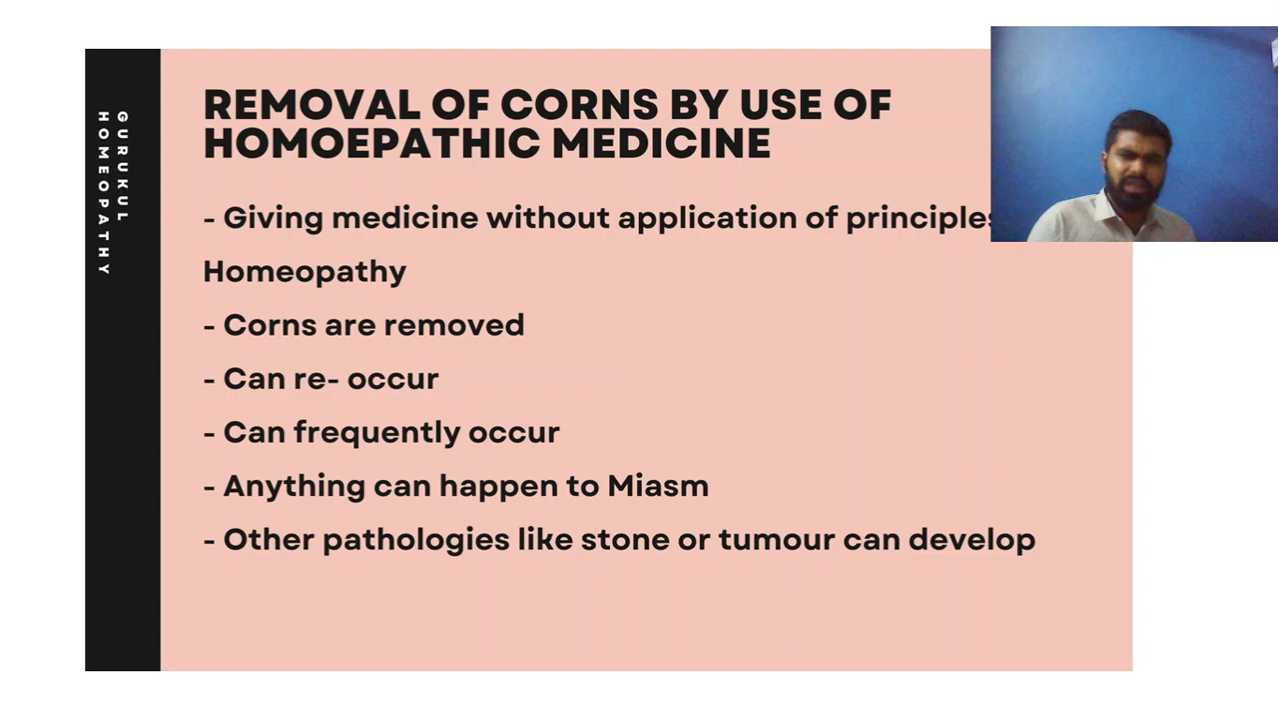 GURUKUL
HOMOEPATHY
REMOVAL OF CORNS BY USE OF
HOMOEPATHIC MEDICINE
- Giving medicine without application of principles
Homeopathy
- Corns are removed
- Can re- occur
- Can frequently occur
- Anything can happen to Miasm
- Other pathologies like stone or tumour can develop